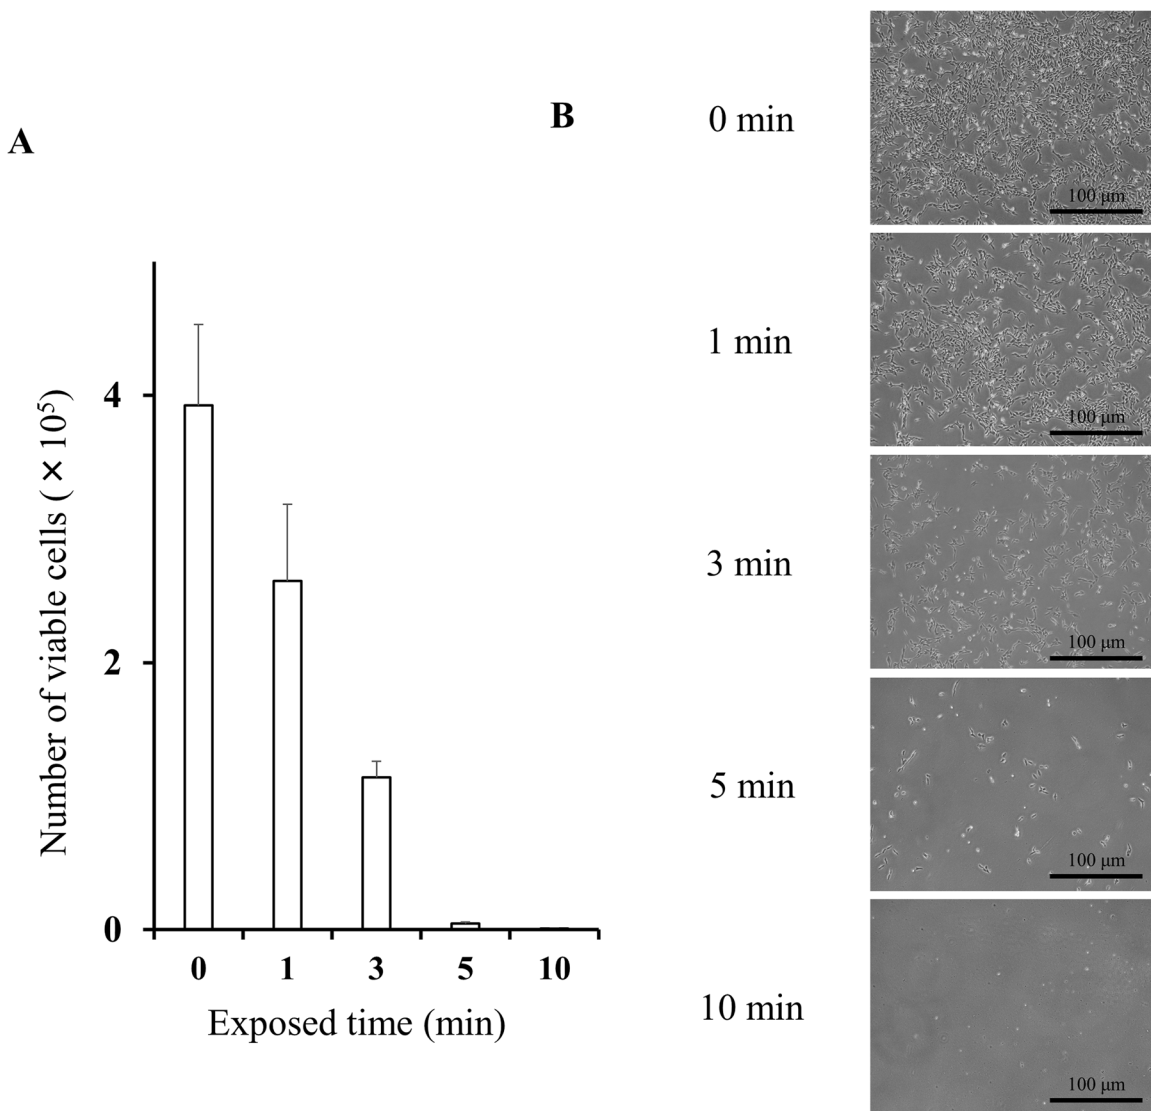 A
Number of viable cells ( × 10⁵)
4
2
0
0 1 3 5 10
Exposed time (min)
B
0 min
100 μm
1 min
100 μm
3 min
100 μm
5 min
100 μm
10 min
100 μm